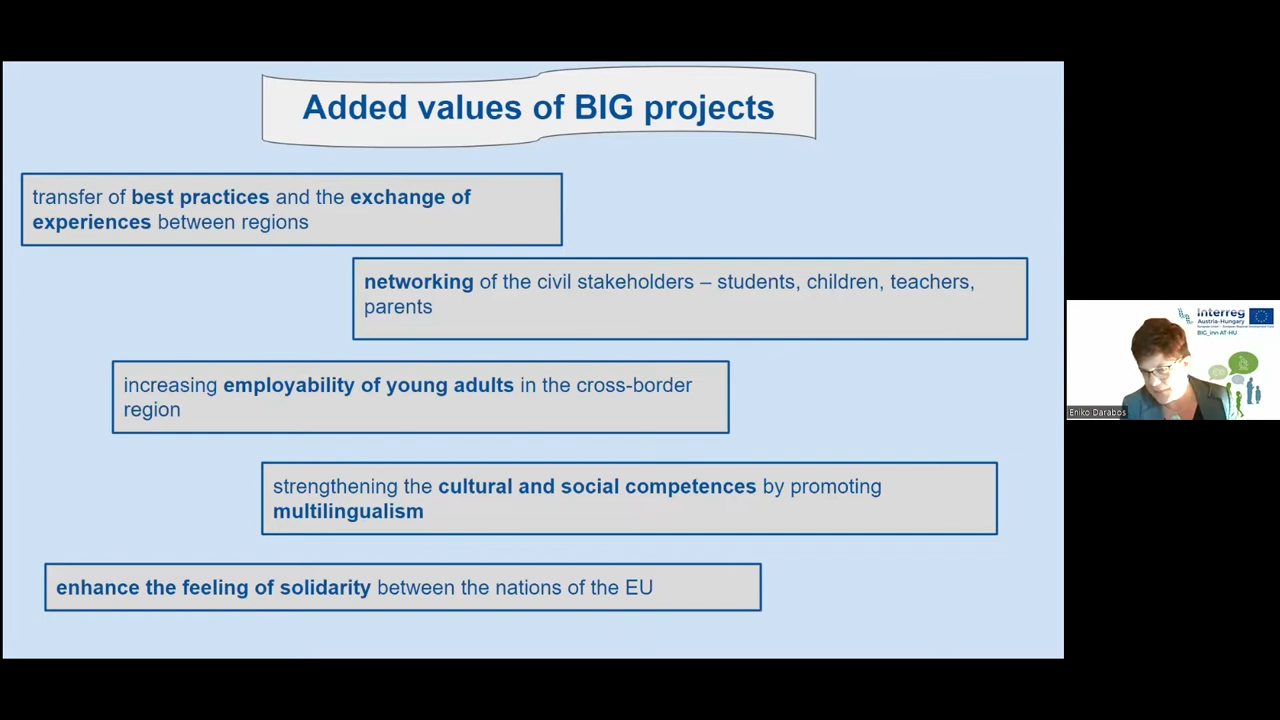 Added values of BIG projects
transfer of best practices and the exchange of
experiences between regions
networking of the civil stakeholders – students, children, teachers,
parents
increasing employability of young adults in the cross-border
region
strengthening the cultural and social competences by promoting
multilingualism
enhance the feeling of solidarity between the nations of the EU
Interreg
Austria-Hungary
BIG_inn AT-HU
Eniko Darabos